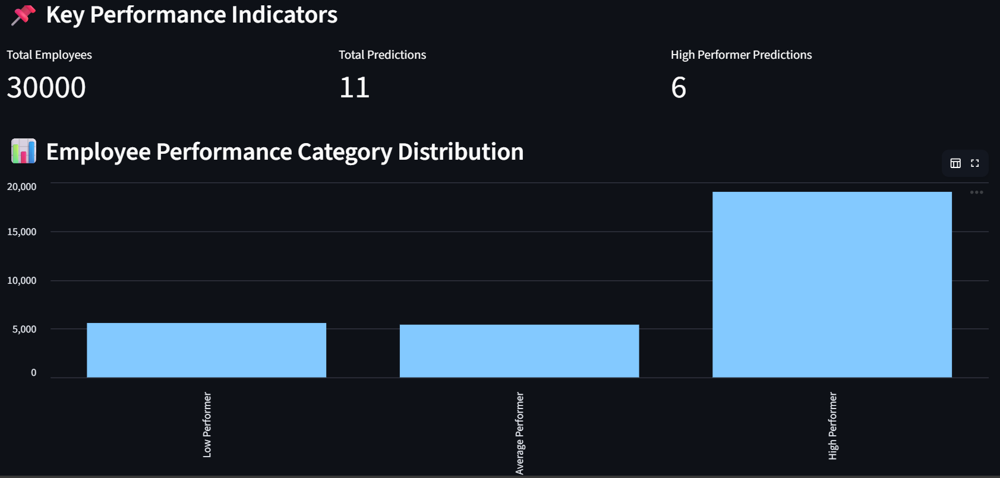 Key Performance Indicators
Total Employees
Total Predictions
High Performer Predictions
30000
11
6
Employee Performance Category Distribution
20,000
15,000
10,000
5,000
0
Low Performer
Average Performer
High Performer